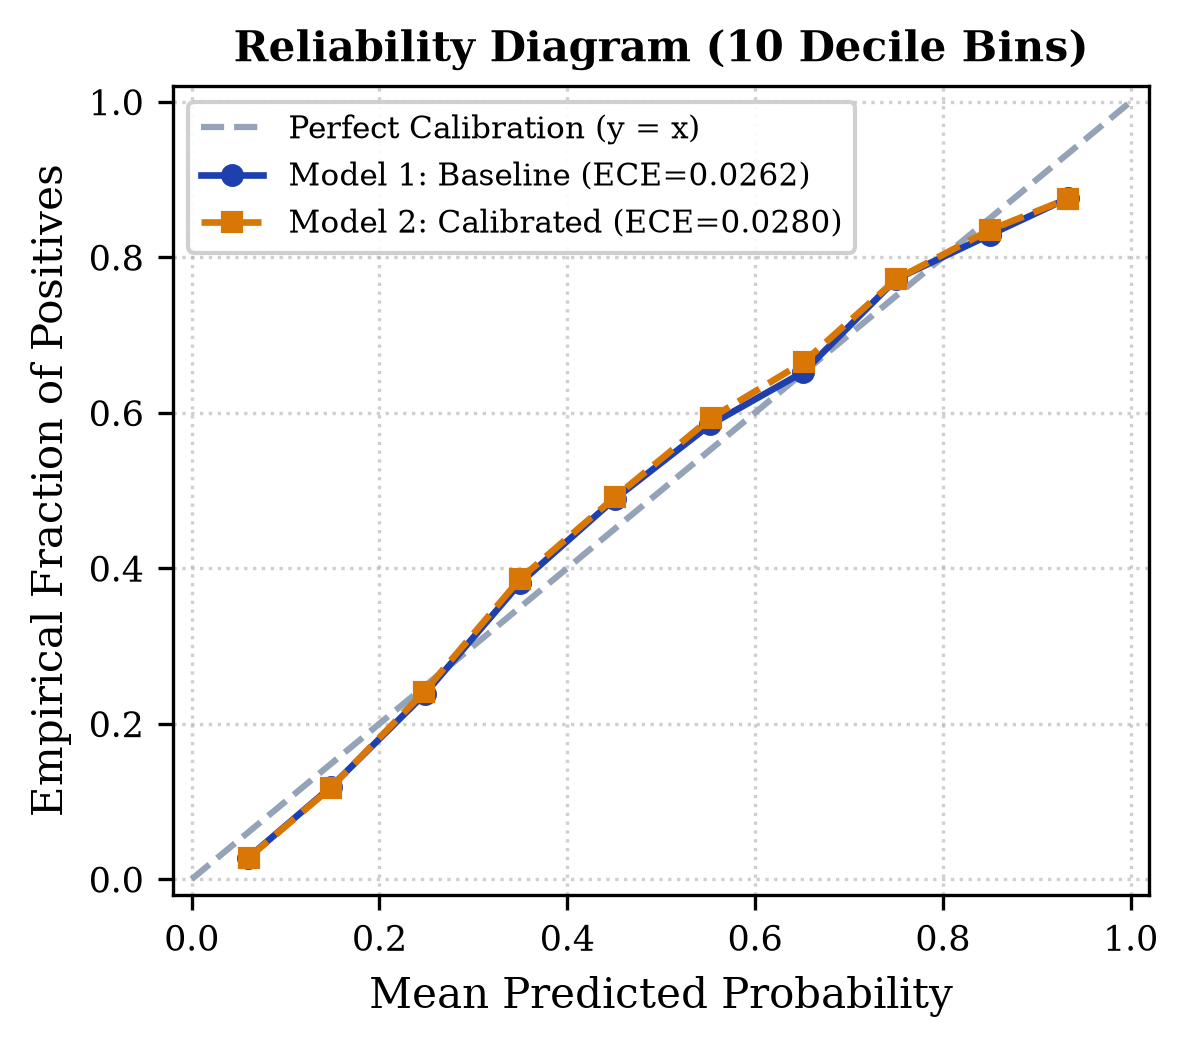 Reliability Diagram (10 Decile Bins)
Perfect Calibration (y = x)
Model 1: Baseline (ECE=0.0262)
Model 2: Calibrated (ECE=0.0280)
Empirical Fraction of Positives
1.0
0.8
0.6
0.4
0.2
0.0
0.0 0.2 0.4 0.6 0.8 1.0
Mean Predicted Probability